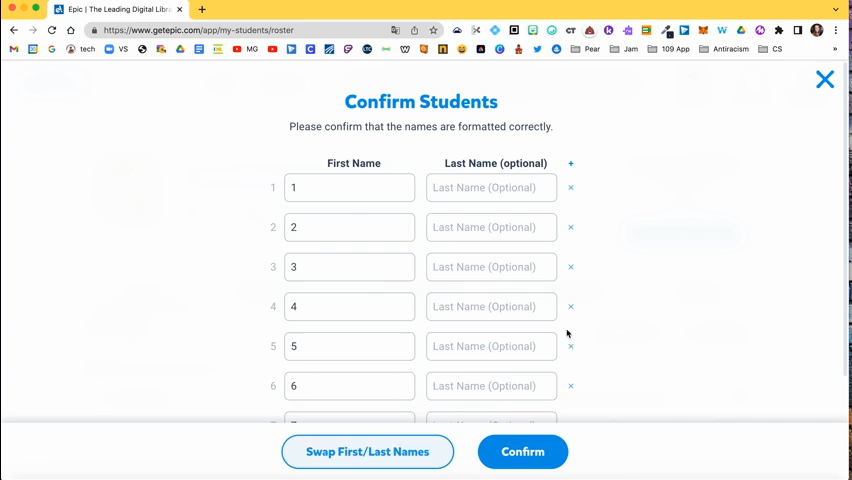 Epic | The Leading Digital Libra
https://www.getepic.com/app/my-students/roster
tech
VS
MG
Pear
Jam
109 App
Antiracism
CS
Confirm Students
Please confirm that the names are formatted correctly.
First Name Last Name (optional) +
1 1 Last Name (Optional) ×
2 2 Last Name (Optional) ×
3 3 Last Name (Optional) ×
4 4 Last Name (Optional) ×
5 5 Last Name (Optional) ×
6 6 Last Name (Optional) ×
Swap First/Last Names Confirm